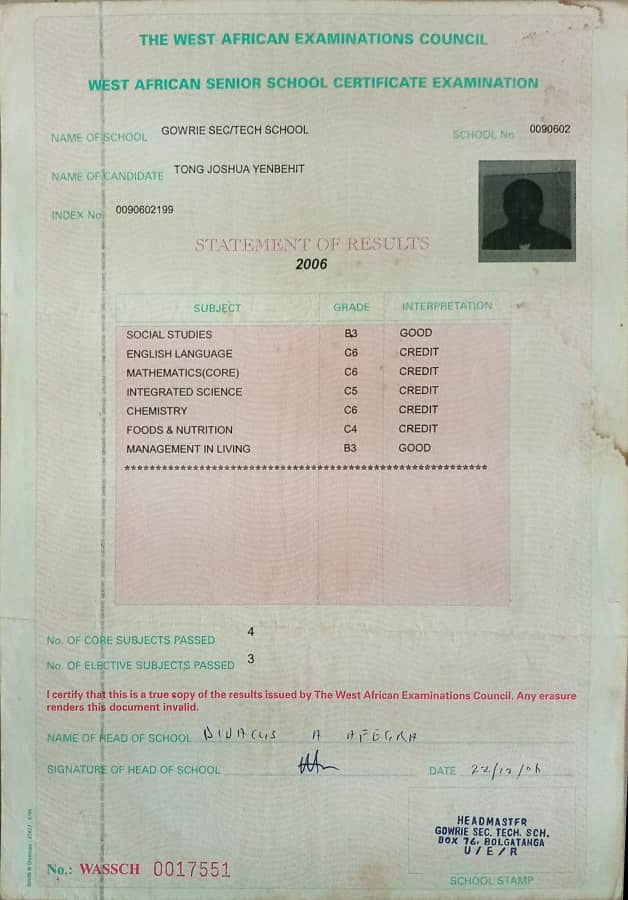 THE WEST AFRICAN EXAMINATIONS COUNCIL
WEST AFRICAN SENIOR SCHOOL CERTIFICATE EXAMINATION
NAME OF SCHOOL GOWRIE SEC/TECH SCHOOL SCHOOL No 0090602
NAME OF CANDIDATE TONG JOSHUA YENBEHIT
INDEX No. 0090602199
STATEMENT OF RESULTS
2006
SUBJECT GRADE INTERPRETATION
SOCIAL STUDIES B3 GOOD
ENGLISH LANGUAGE C6 CREDIT
MATHEMATICS(CORE) C6 CREDIT
INTEGRATED SCIENCE C5 CREDIT
CHEMISTRY C6 CREDIT
FOODS & NUTRITION C4 CREDIT
MANAGEMENT IN LIVING B3 GOOD
No. OF CORE SUBJECTS PASSED 4
No. OF ELECTIVE SUBJECTS PASSED 3
I certify that this is a true copy of the results issued by The West African Examinations Council. Any erasure
renders this document invalid.
NAME OF HEAD OF SCHOOL A
SIGNATURE OF HEAD OF SCHOOL DATE 22/12/06
HEADMASTER
GOWRIE SEC. TECH. SCH.
BOX 76, BOLGATANGA
U/E/R
No.: WASSCH 0017551
SCHOOL STAMP